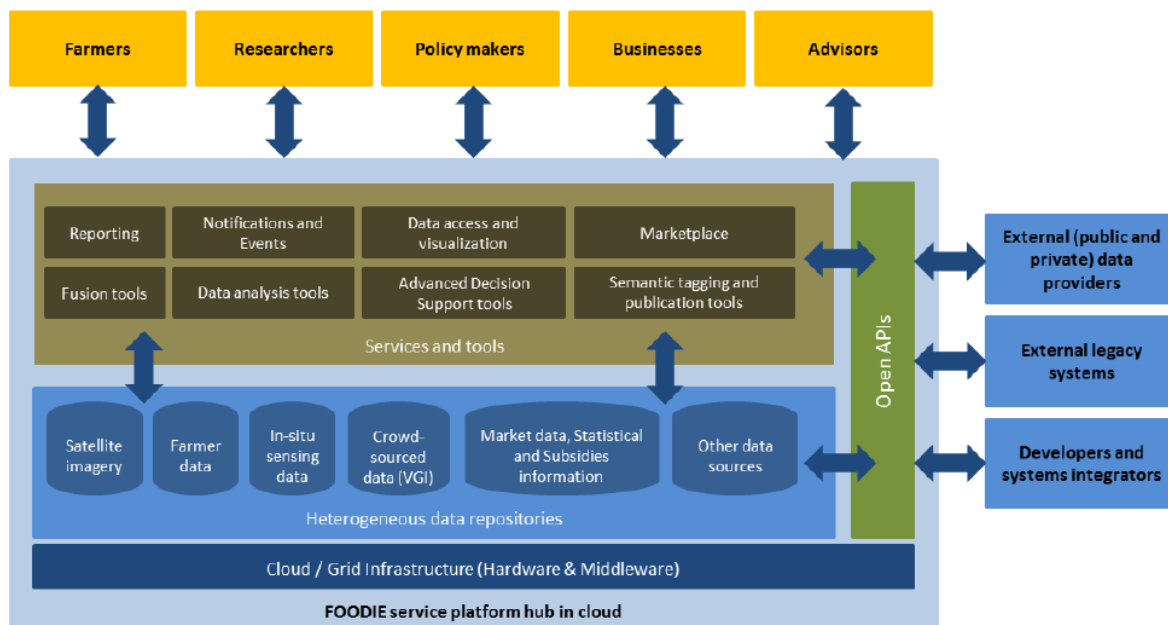 Farmers
Researchers
Policy makers
Businesses
Advisors
Reporting
Notifications and
Events
Data access and
visualization
Marketplace
Fusion tools
Data analysis tools
Advanced Decision
Support tools
Semantic tagging and
publication tools
Services and tools
Satellite
imagery
Farmer
data
In-situ
sensing
data
Crowd-
sourced
data (VGI)
Market data, Statistical
and Subsidies
information
Other data
sources
Heterogeneous data repositories
Open APIs
External (public and
private) data
providers
External legacy
systems
Developers and
systems integrators
Cloud / Grid Infrastructure (Hardware & Middleware)
FOODIE service platform hub in cloud